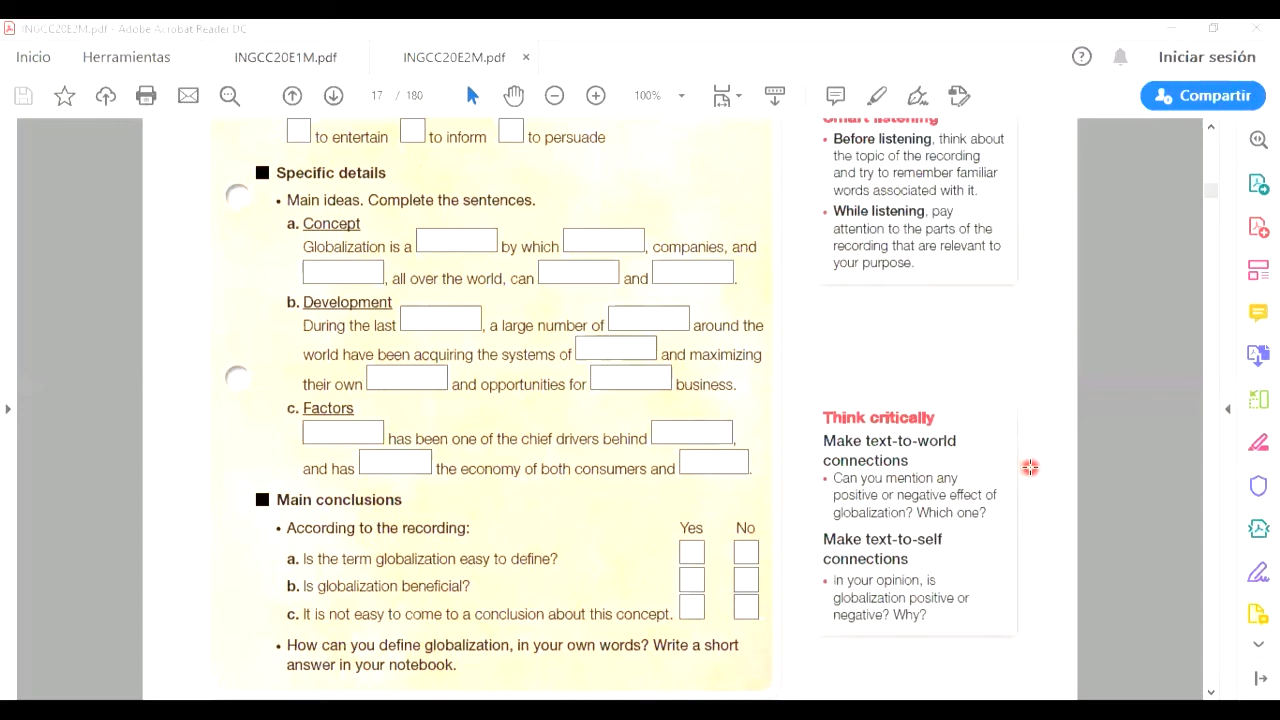 INGCC20E2M.pdf - Adobe Acrobat Reader DC
Inicio Herramientas INGCC20E1M.pdf INGCC20E2M.pdf × Iniciar sesión
17 / 180 100% Compartir
to entertain to inform to persuade
Specific details
• Main ideas. Complete the sentences.
a. Concept
Globalization is a by which , companies, and
, all over the world, can and .
b. Development
During the last , a large number of around the
world have been acquiring the systems of and maximizing
their own and opportunities for business.
c. Factors
has been one of the chief drivers behind ,
and has the economy of both consumers and .
Main conclusions
• According to the recording: Yes No
a. Is the term globalization easy to define?
b. Is globalization beneficial?
c. It is not easy to come to a conclusion about this concept.
• How can you define globalization, in your own words? Write a short
answer in your notebook.
Smart listening
• Before listening, think about
the topic of the recording
and try to remember familiar
words associated with it.
• While listening, pay
attention to the parts of the
recording that are relevant to
your purpose.
Think critically
Make text-to-world
connections
• Can you mention any
positive or negative effect of
globalization? Which one?
Make text-to-self
connections
• In your opinion, is
globalization positive or
negative? Why?